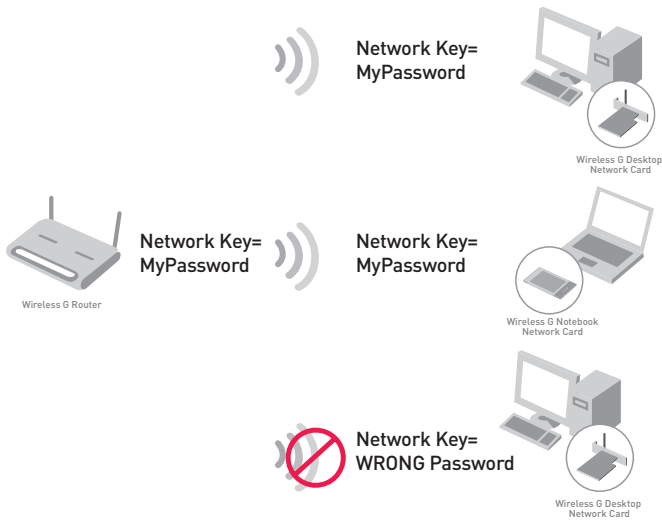 Network Key=
MyPassword
Wireless G Desktop
Network Card
Wireless G Router
Network Key=
MyPassword
Network Key=
MyPassword
Wireless G Notebook
Network Card
Network Key=
WRONG Password
Wireless G Desktop
Network Card